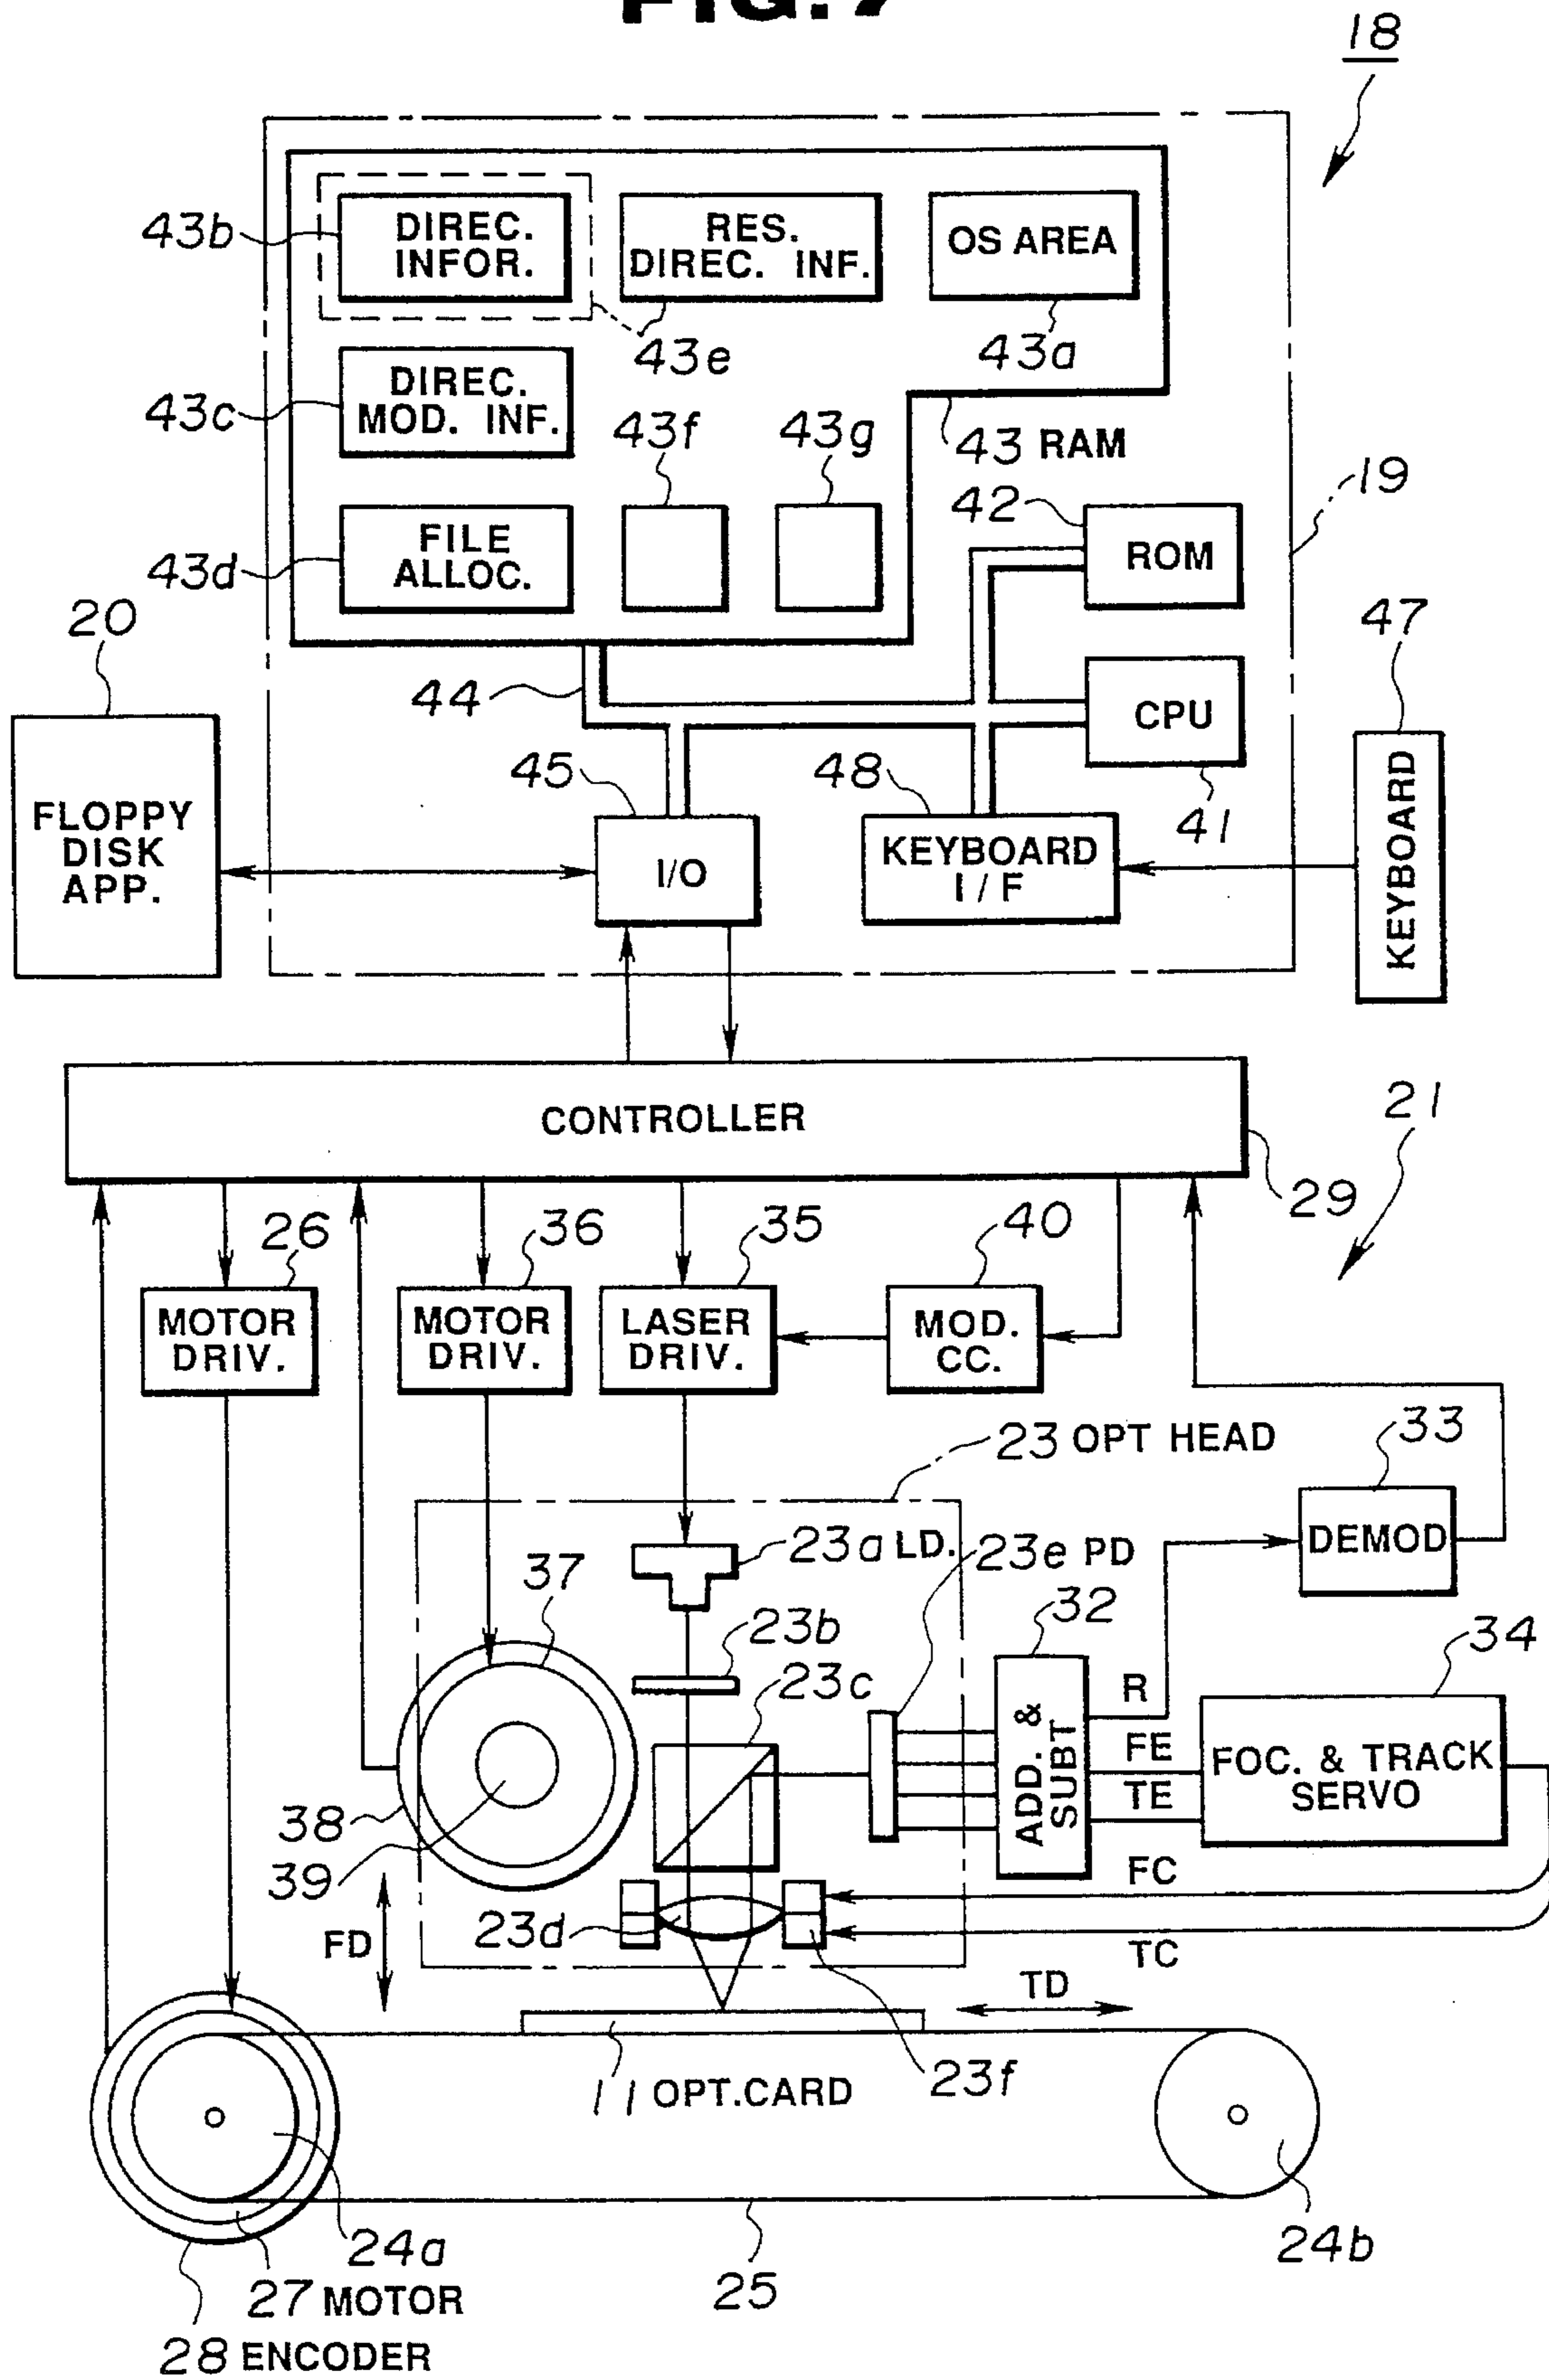 FIG. 7
18
43b
DIREC.
INFOR.
RES.
DIREC. INF.
OS AREA
43e
43a
43c
DIREC.
MOD. INF.
43f
43g
43 RAM
19
42
ROM
43d
FILE
ALLOC.
20
47
44
CPU
45
48
41
FLOPPY
DISK
APP.
I/O
KEYBOARD
I/F
KEYBOARD
CONTROLLER
21
29
26
36
35
40
MOTOR
DRIV.
MOTOR
DRIV.
LASER
DRIV.
MOD.
CC.
23 OPT HEAD
33
DEMOD
23a LD.
23e PD
37
32
23b
34
23c
R
ADD. &
SUBT
FE
TE
FOC. & TRACK
SERVO
38
39
FC
23d
FD
TC
TD
11 OPT.CARD
23f
24a
24b
27 MOTOR
25
28 ENCODER